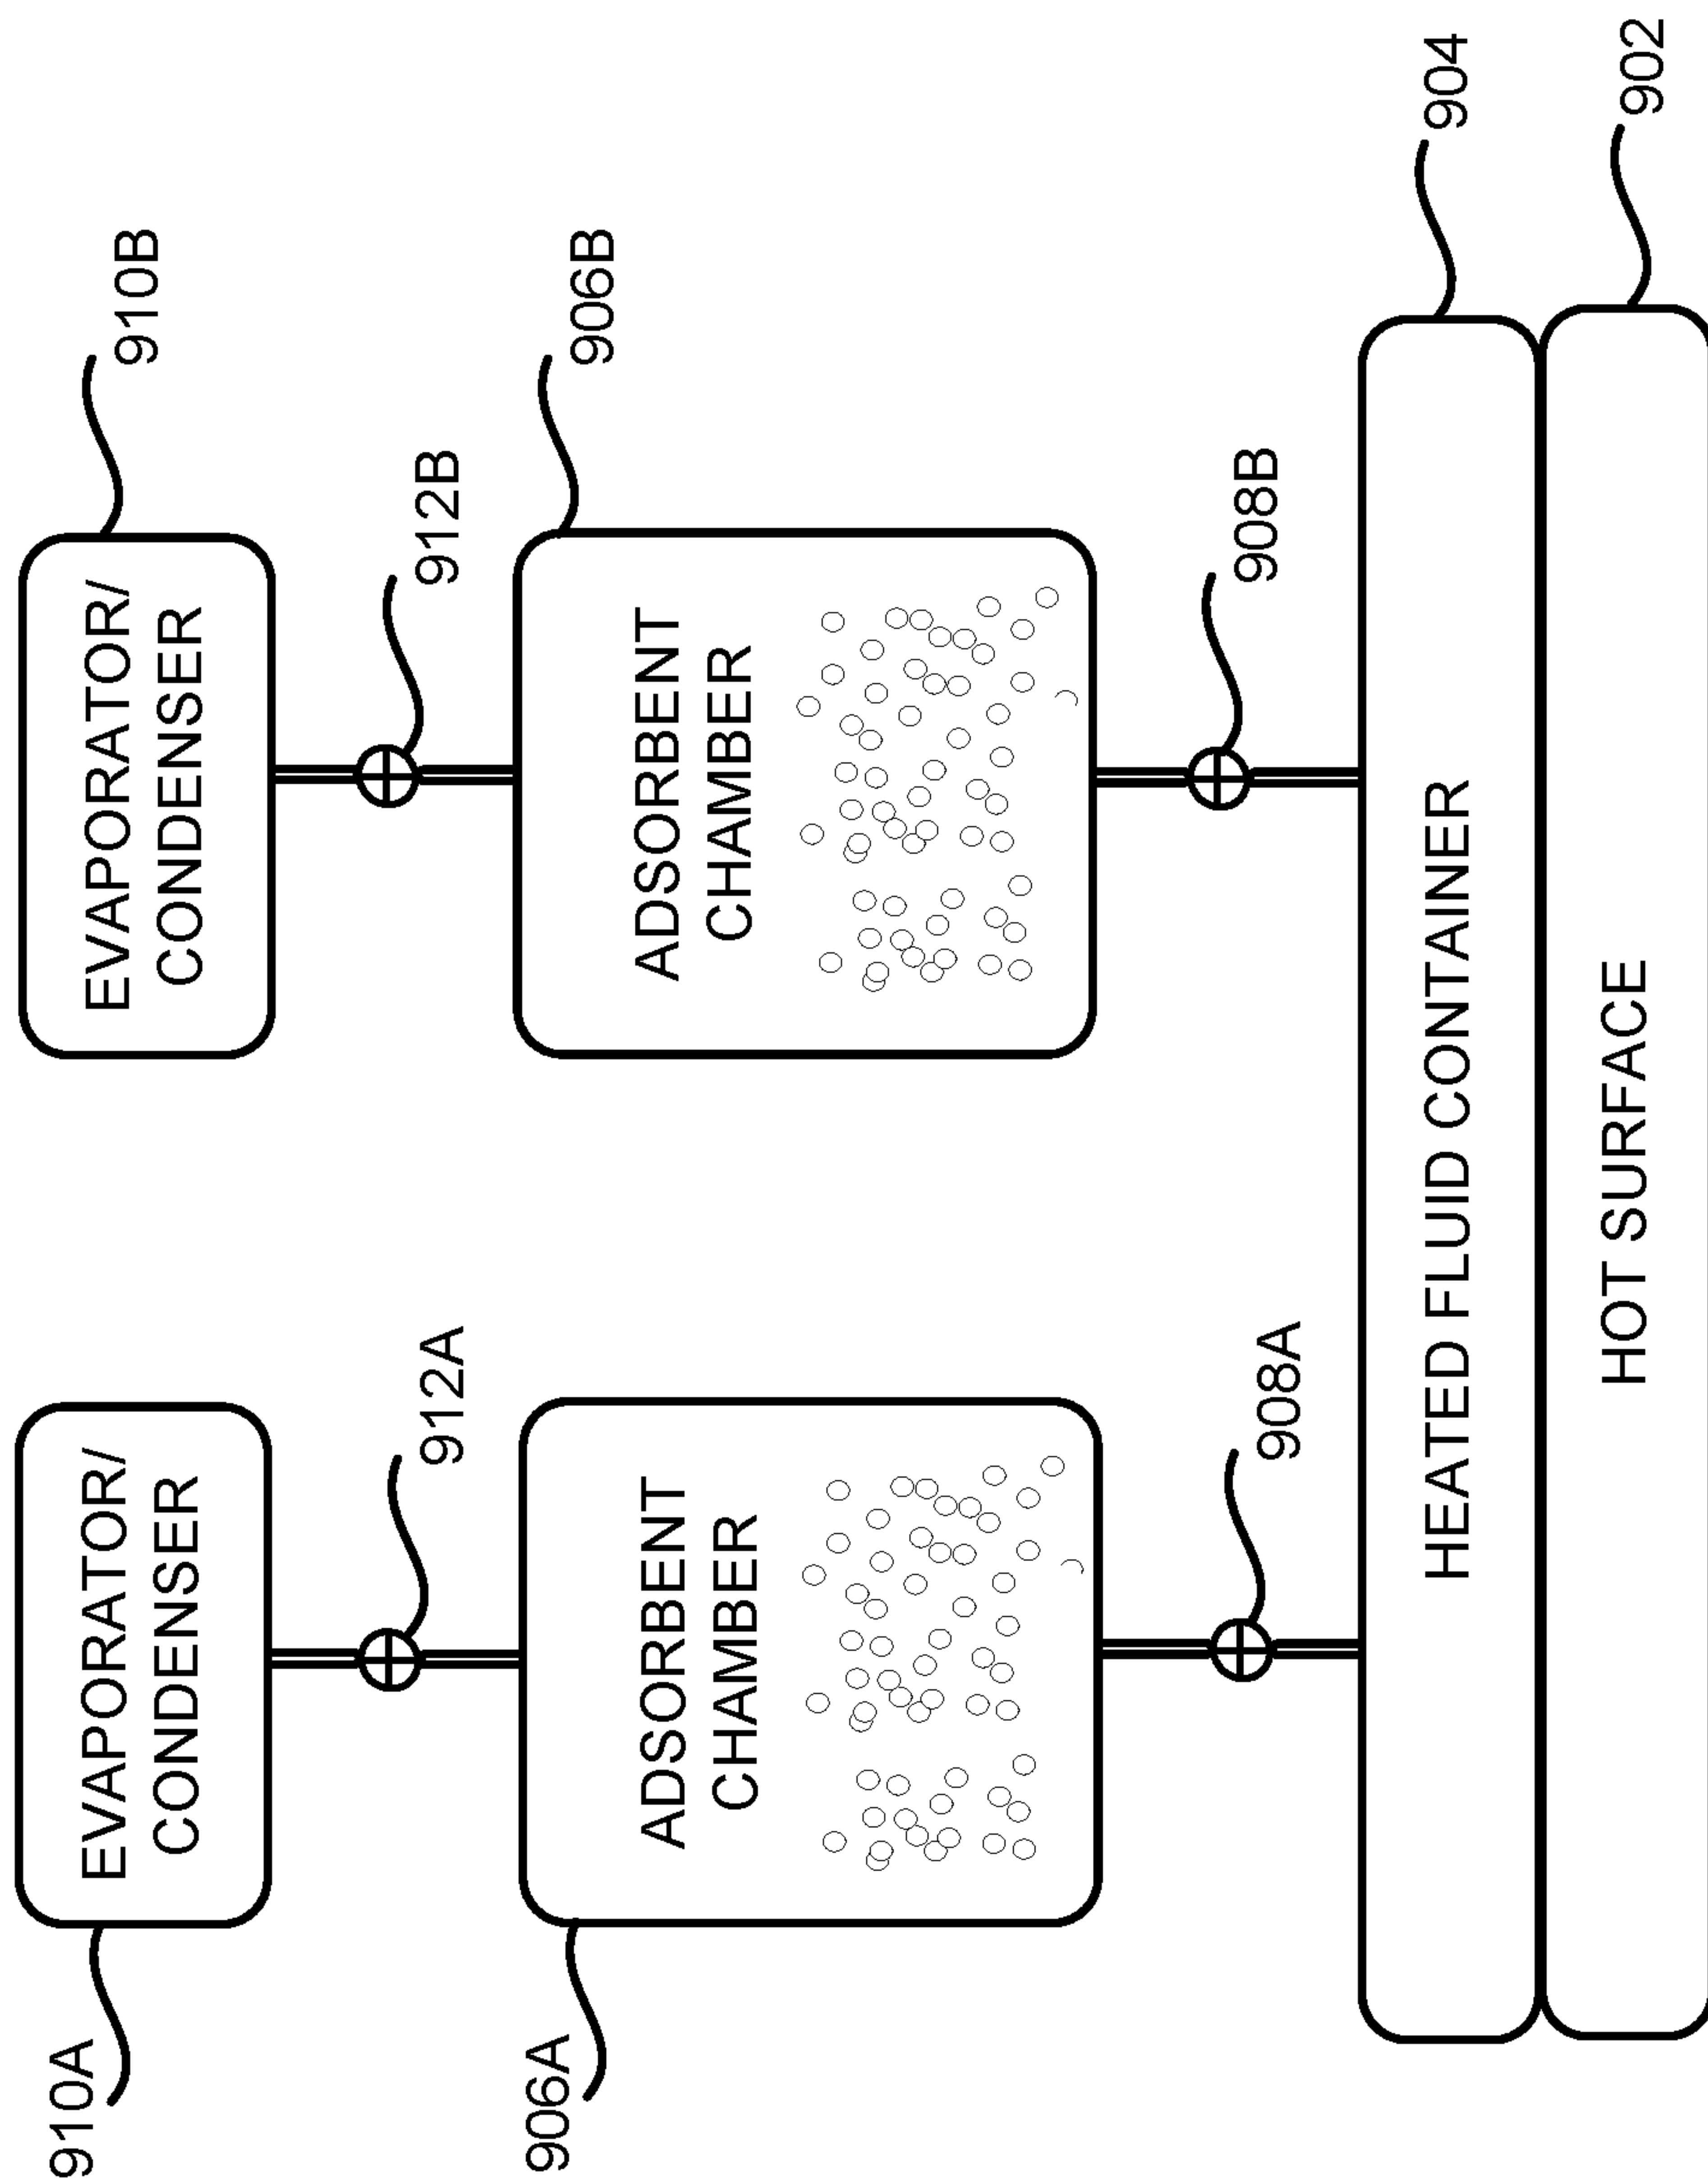 910A
EVAPORATOR/
CONDENSER
912A
906A
ADSORBENT
CHAMBER
908A
910B
EVAPORATOR/
CONDENSER
912B
906B
ADSORBENT
CHAMBER
908B
HEATED FLUID CONTAINER
904
HOT SURFACE
902